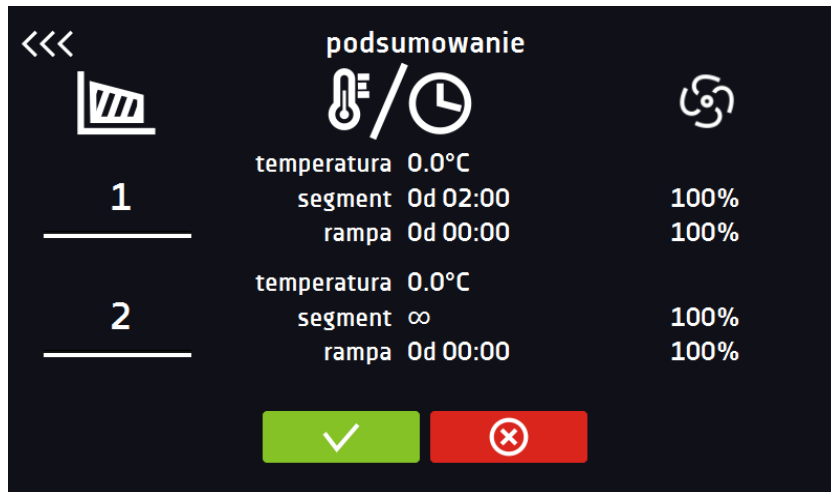 <<< podsumowanie
temperatura 0.0°C
1 segment 0d 02:00 100%
rampa 0d 00:00 100%
temperatura 0.0°C
2 segment ∞ 100%
rampa 0d 00:00 100%